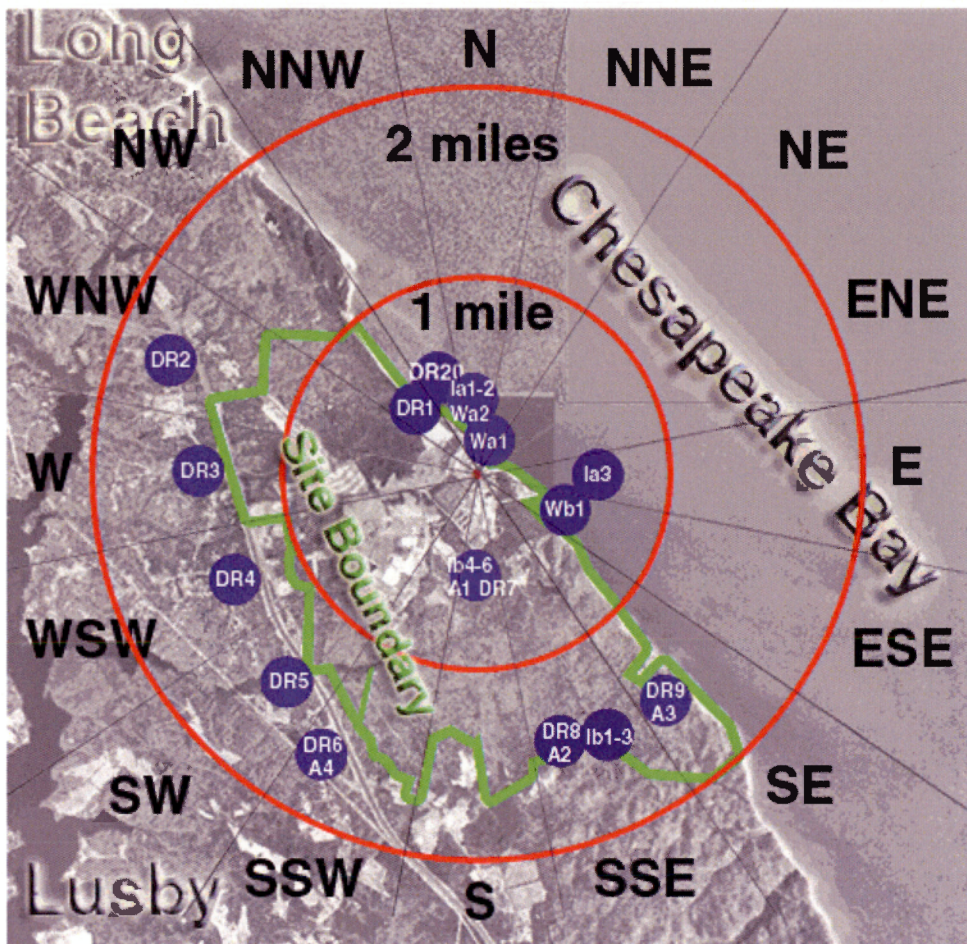 Long
Beach
NNW
N
NNE
NW
2 miles
NE
Chesapeake Bay
WNW
1 mile
ENE
DR2
DR20
Ia1-2
DR1
Wa2
Wa1
W
DR3
Site Boundary
Ia3
E
Wb1
DR4
Ib4-6
A1 DR7
WSW
ESE
DR5
DR9
A3
DR6
A4
DR8
A2
Ib1-3
SW
SE
Lusby
SSW
S
SSE